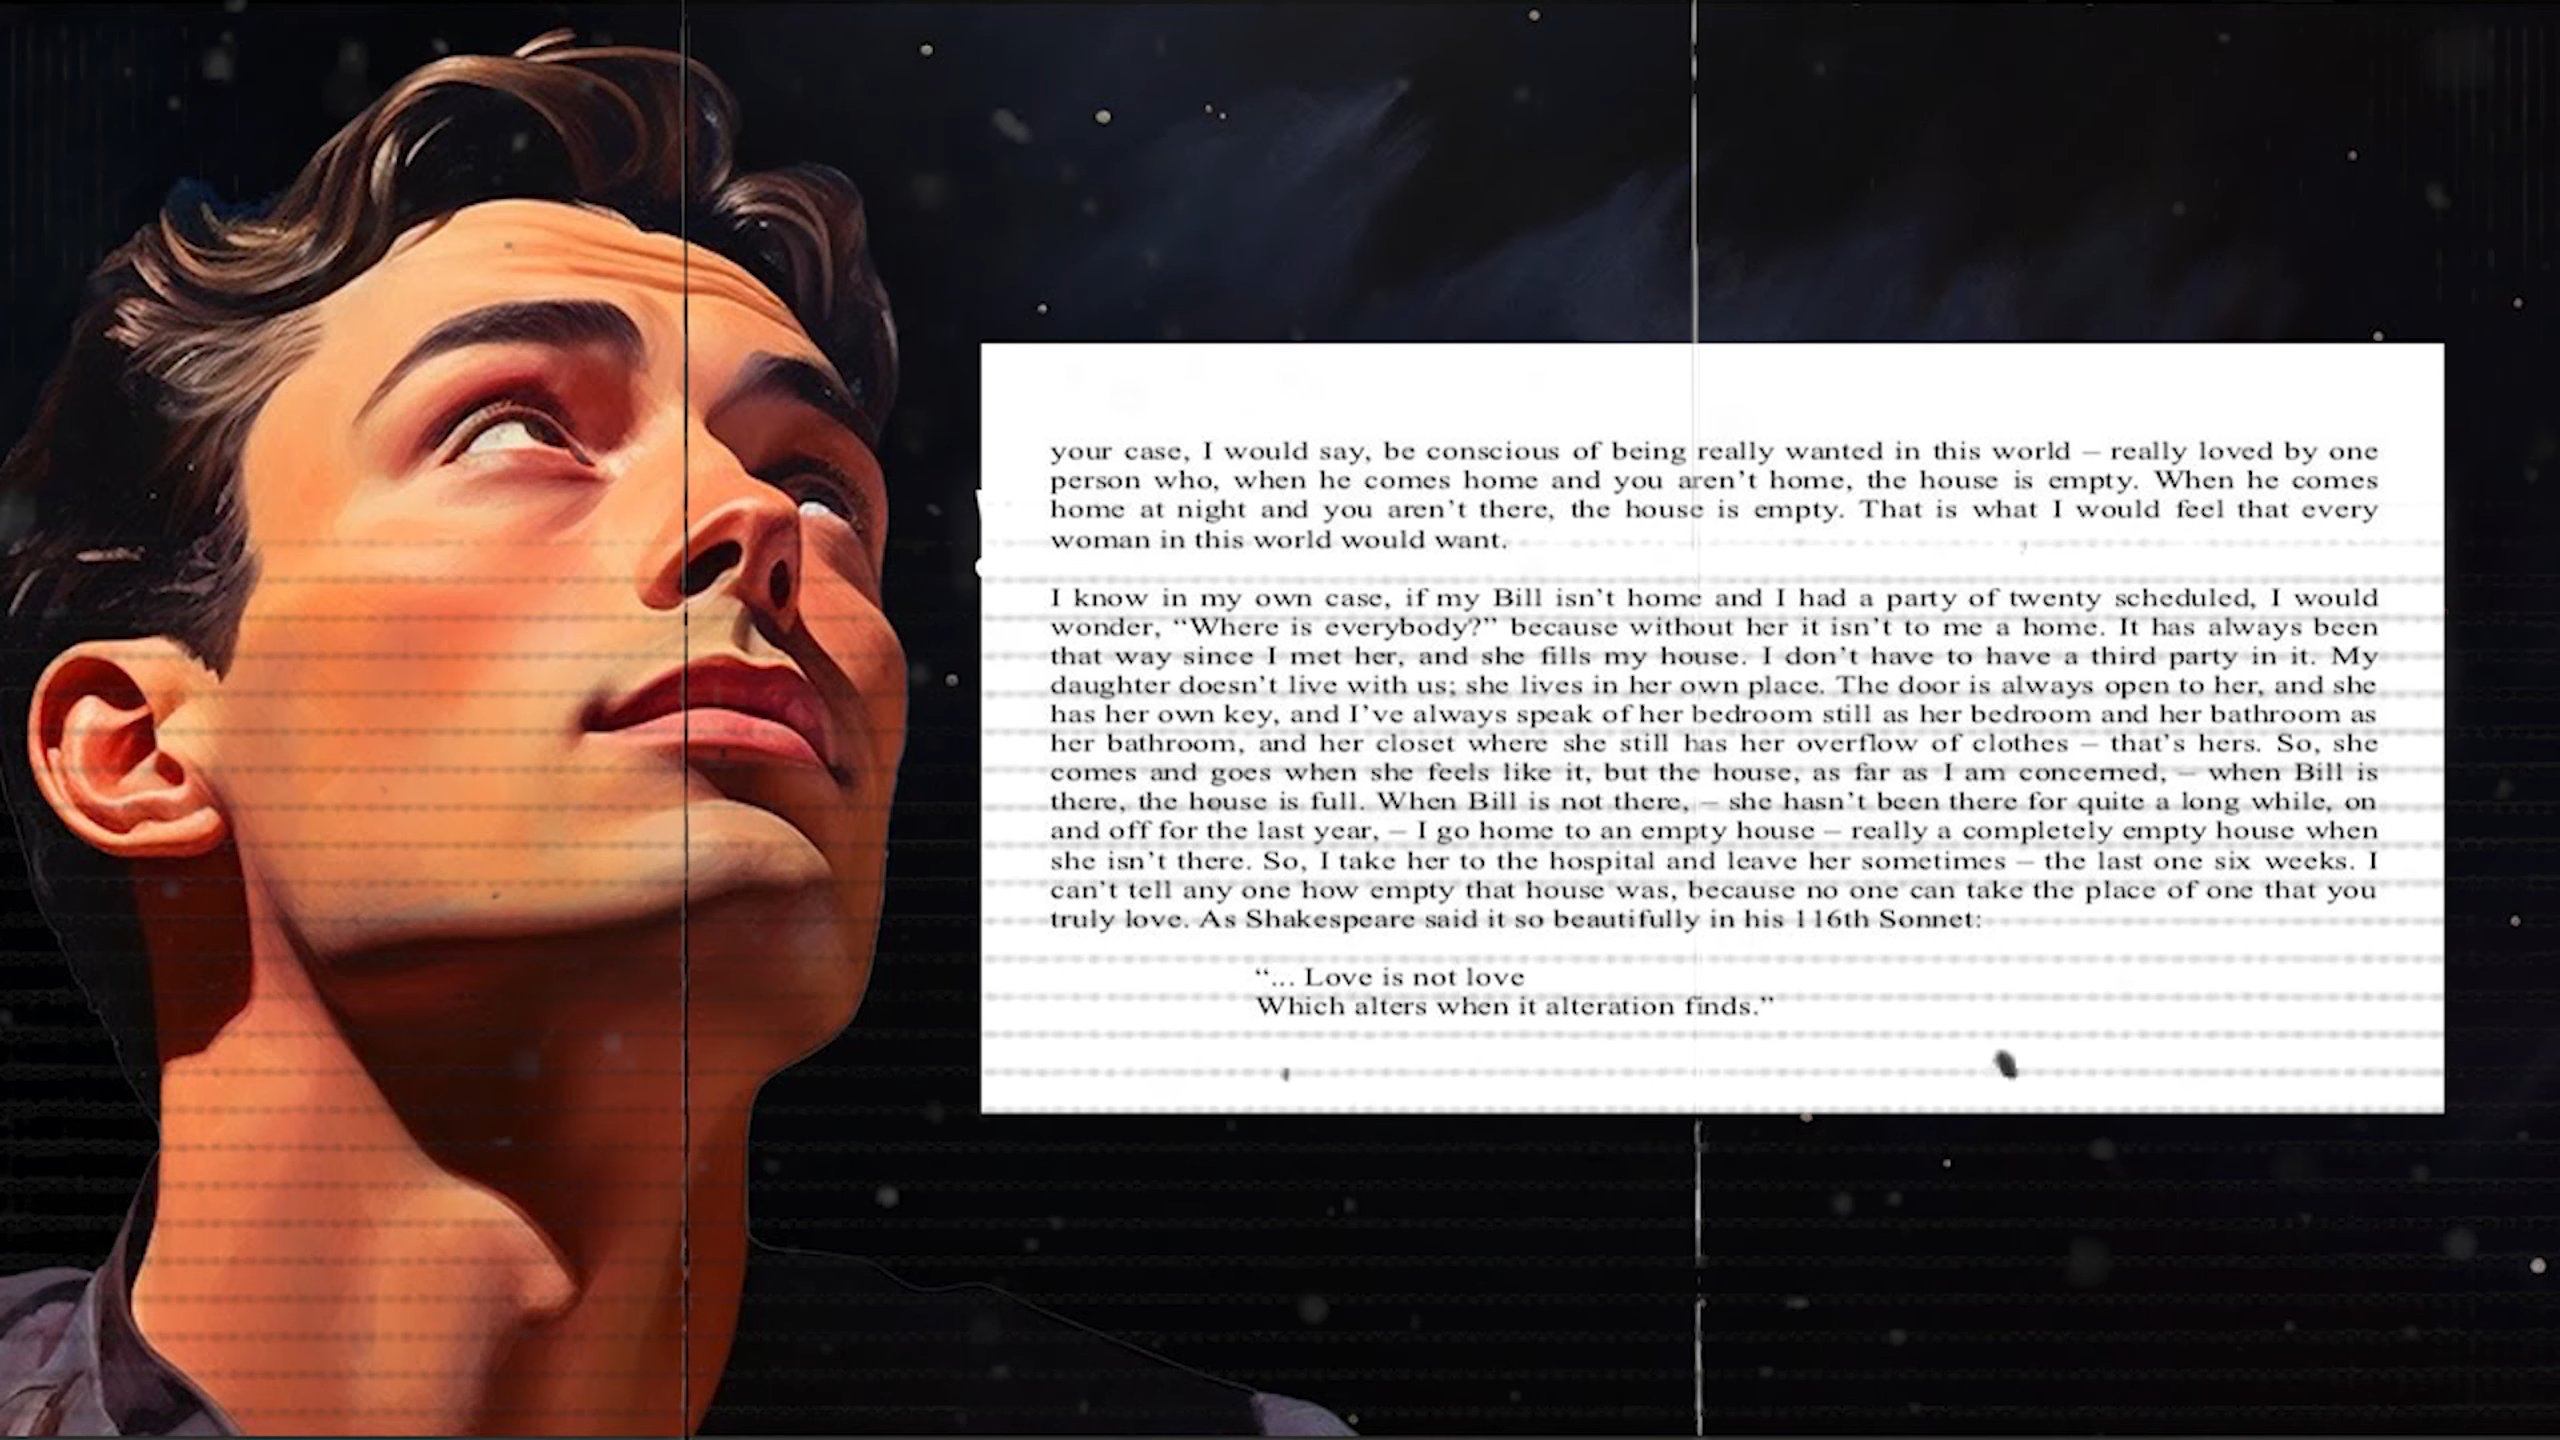 your case, I would say, be conscious of being really wanted in this world – really loved by one
person who, when he comes home and you aren't home, the house is empty. When he comes
home at night and you aren't there, the house is empty. That is what I would feel that every
woman in this world would want.
I know in my own case, if my Bill isn't home and I had a party of twenty scheduled, I would
wonder, “Where is everybody?” because without her it isn't to me a home. It has always been
that way since I met her, and she fills my house. I don't have to have a third party in it. My
daughter doesn't live with us; she lives in her own place. The door is always open to her, and she
has her own key, and I've always speak of her bedroom still as her bedroom and her bathroom as
her bathroom, and her closet where she still has her overflow of clothes – that's hers. So, she
comes and goes when she feels like it, but the house, as far as I am concerned, – when Bill is
there, the house is full. When Bill is not there, – she hasn't been there for quite a long while, on
and off for the last year, – I go home to an empty house – really a completely empty house when
she isn't there. So, I take her to the hospital and leave her sometimes – the last one six weeks. I
can't tell any one how empty that house was, because no one can take the place of one that you
truly love. As Shakespeare said it so beautifully in his 116th Sonnet:
“... Love is not love
Which alters when it alteration finds.”